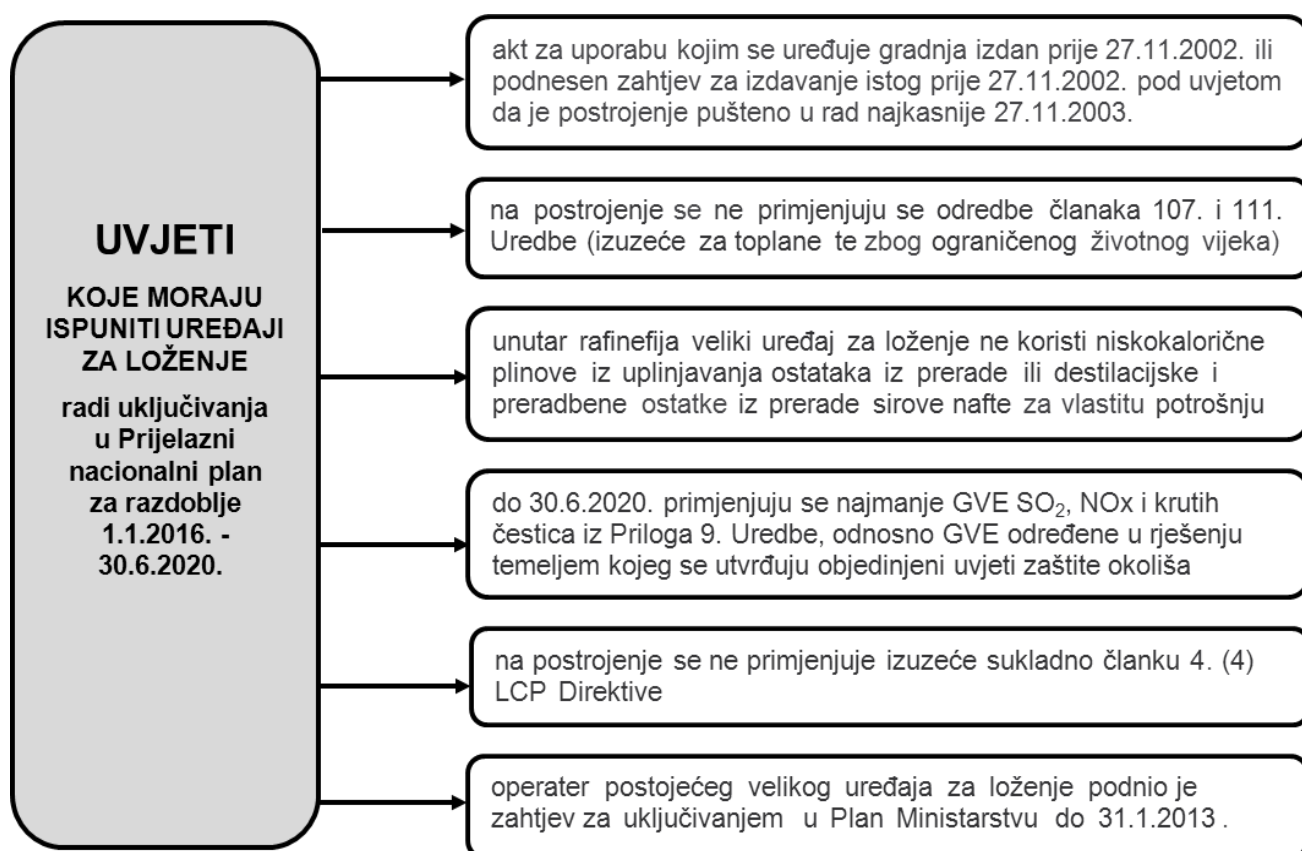 UVJETI
KOJE MORAJU
ISPUNITI UREĐAJI
ZA LOŽENJE
radi uključivanja
u Prijelazni
nacionalni plan
za razdoblje
1.1.2016. -
30.6.2020.
akt za uporabu kojim se uređuje gradnja izdan prije 27.11.2002. ili
podnesen zahtjev za izdavanje istog prije 27.11.2002. pod uvjetom
da je postrojenje pušteno u rad najkasnije 27.11.2003.
na postrojenje se ne primjenjuju se odredbe članaka 107. i 111.
Uredbe (izuzeće za toplane te zbog ograničenog životnog vijeka)
unutar rafinefija veliki uređaj za loženje ne koristi niskokalorične
plinove iz uplinjavanja ostataka iz prerade ili destilacijske i
preradbene ostatke iz prerade sirove nafte za vlastitu potrošnju
do 30.6.2020. primjenjuju se najmanje GVE SO₂, NOx i krutih
čestica iz Priloga 9. Uredbe, odnosno GVE određene u rješenju
temeljem kojeg se utvrđuju objedinjeni uvjeti zaštite okoliša
na postrojenje se ne primjenjuje izuzeće sukladno članku 4. (4)
LCP Direktive
operater postojećeg velikog uređaja za loženje podnio je
zahtjev za uključivanjem u Plan Ministarstvu do 31.1.2013 .